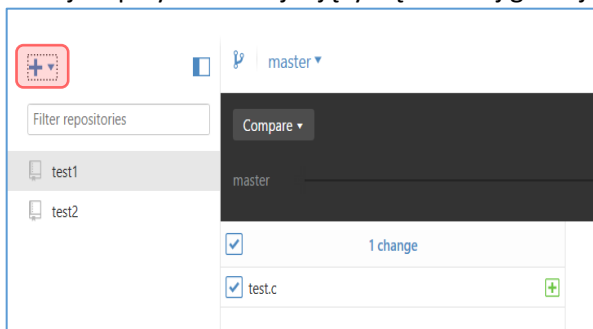 master
Filter repositories
Compare
test1
master
test2
1 change
test.c